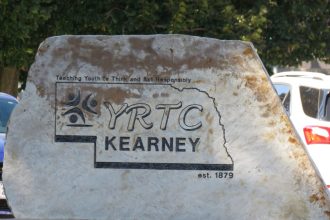 Teaching Youth to Think and Act Responsibly
YRTC
KEARNEY
est. 1879